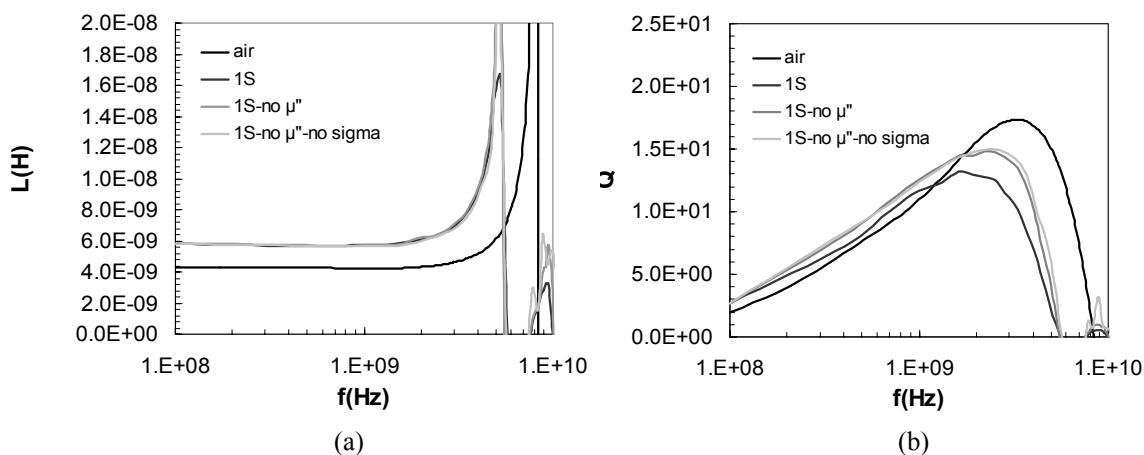 2.0E-08
1.8E-08
1.6E-08
1.4E-08
1.2E-08
1.0E-08
8.0E-09
6.0E-09
4.0E-09
2.0E-09
0.0E+00
L(H)
air
1S
1S-no µ"
1S-no µ"-no sigma
1.E+08
1.E+09
1.E+10
f(Hz)
(a)
2.5E+01
2.0E+01
1.5E+01
1.0E+01
5.0E+00
0.0E+00
Q
air
1S
1S-no µ"
1S-no µ"-no sigma
1.E+08
1.E+09
1.E+10
f(Hz)
(b)